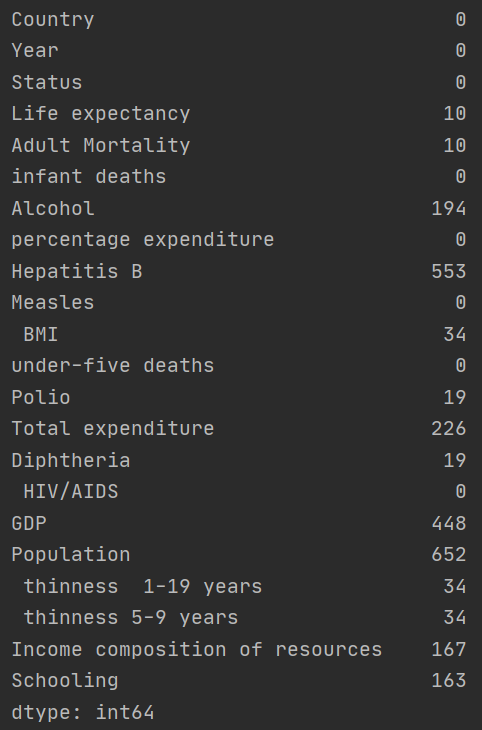 Country                                0
Year                                   0
Status                                 0
Life expectancy                       10
Adult Mortality                       10
infant deaths                          0
Alcohol                              194
percentage expenditure                 0
Hepatitis B                          553
Measles                                0
 BMI                                  34
under-five deaths                      0
Polio                                 19
Total expenditure                    226
Diphtheria                            19
 HIV/AIDS                              0
GDP                                  448
Population                           652
 thinness  1-19 years                 34
 thinness 5-9 years                   34
Income composition of resources      167
Schooling                            163
dtype: int64